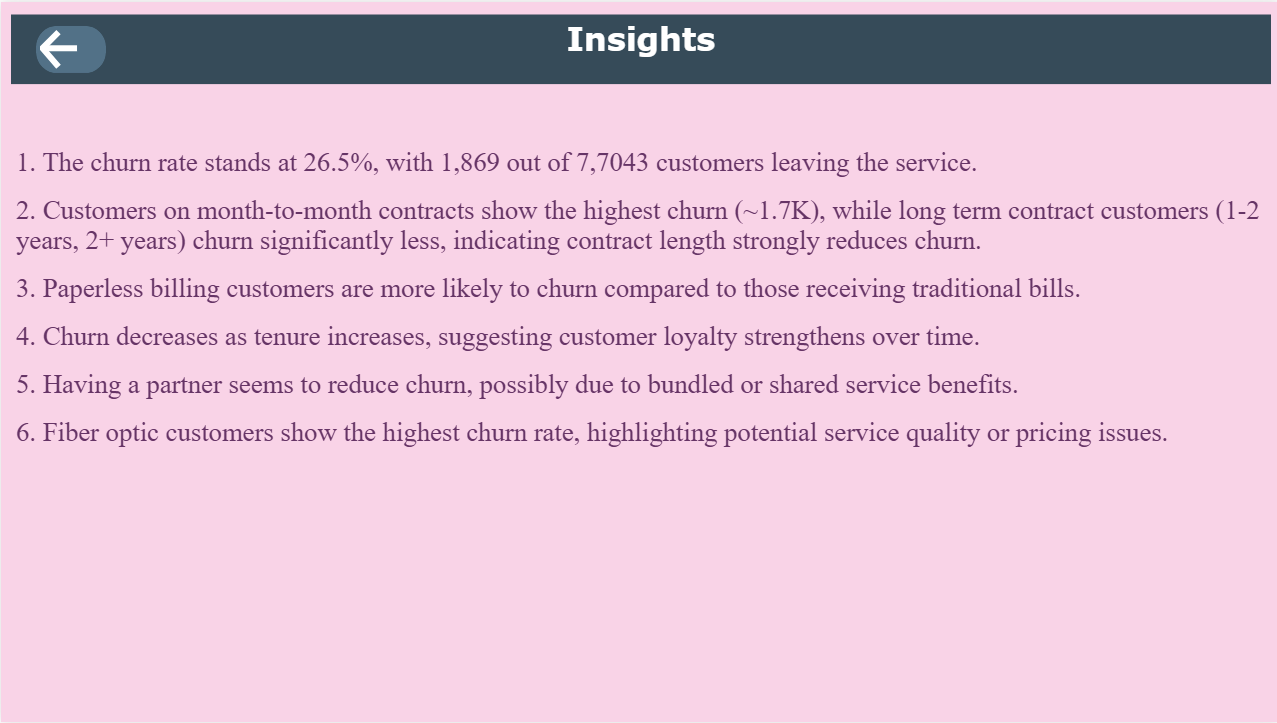 Insights
1. The churn rate stands at 26.5%, with 1,869 out of 7,7043 customers leaving the service.
2. Customers on month-to-month contracts show the highest churn (~1.7K), while long term contract customers (1-2
years, 2+ years) churn significantly less, indicating contract length strongly reduces churn.
3. Paperless billing customers are more likely to churn compared to those receiving traditional bills.
4. Churn decreases as tenure increases, suggesting customer loyalty strengthens over time.
5. Having a partner seems to reduce churn, possibly due to bundled or shared service benefits.
6. Fiber optic customers show the highest churn rate, highlighting potential service quality or pricing issues.